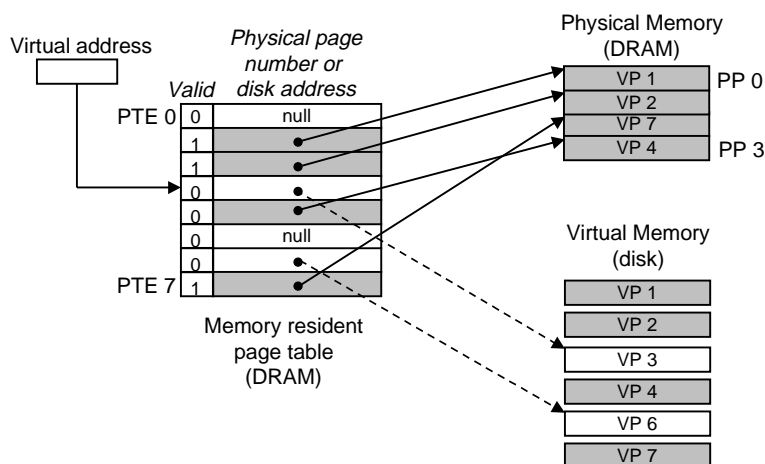 Virtual address
Physical page
number or
disk address
Valid
PTE 0
0
null
1
1
0
0
0
null
0
PTE 7
1
Memory resident
page table
(DRAM)
Physical Memory
(DRAM)
VP 1
PP 0
VP 2
VP 7
VP 4
PP 3
Virtual Memory
(disk)
VP 1
VP 2
VP 3
VP 4
VP 6
VP 7